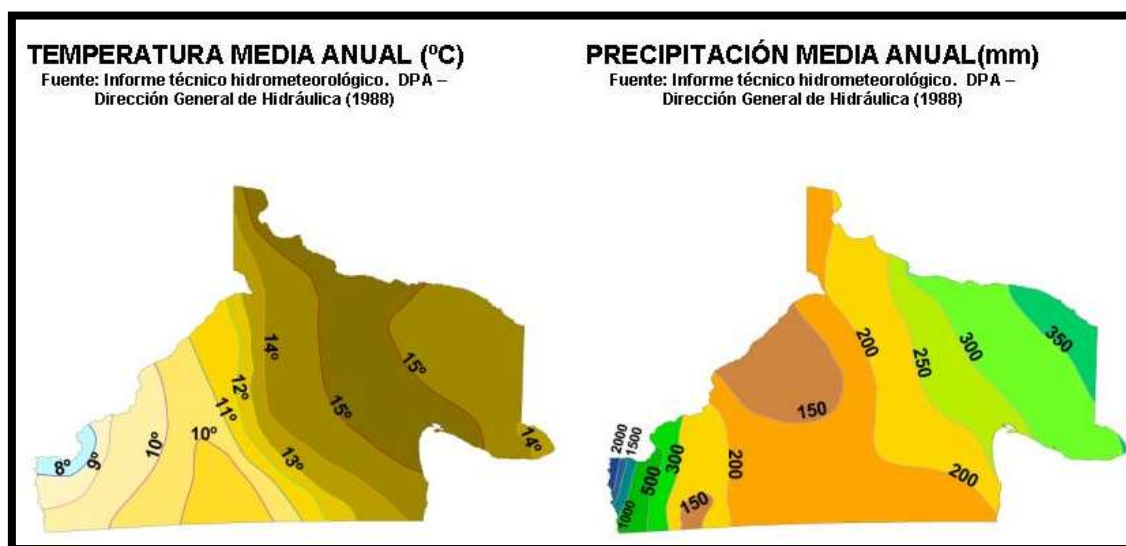 TEMPERATURA MEDIA ANUAL (ºC)
Fuente: Informe técnico hidrometeorológico. DPA –
Dirección General de Hidráulica (1988)
14º
15º
15º
12º
11º
10º
10º
13º
14º
8º
9º
PRECIPITACIÓN MEDIA ANUAL(mm)
Fuente: Informe técnico hidrometeorológico. DPA –
Dirección General de Hidráulica (1988)
350
200
300
250
150
2000
1500
300
200
200
500
150
1000